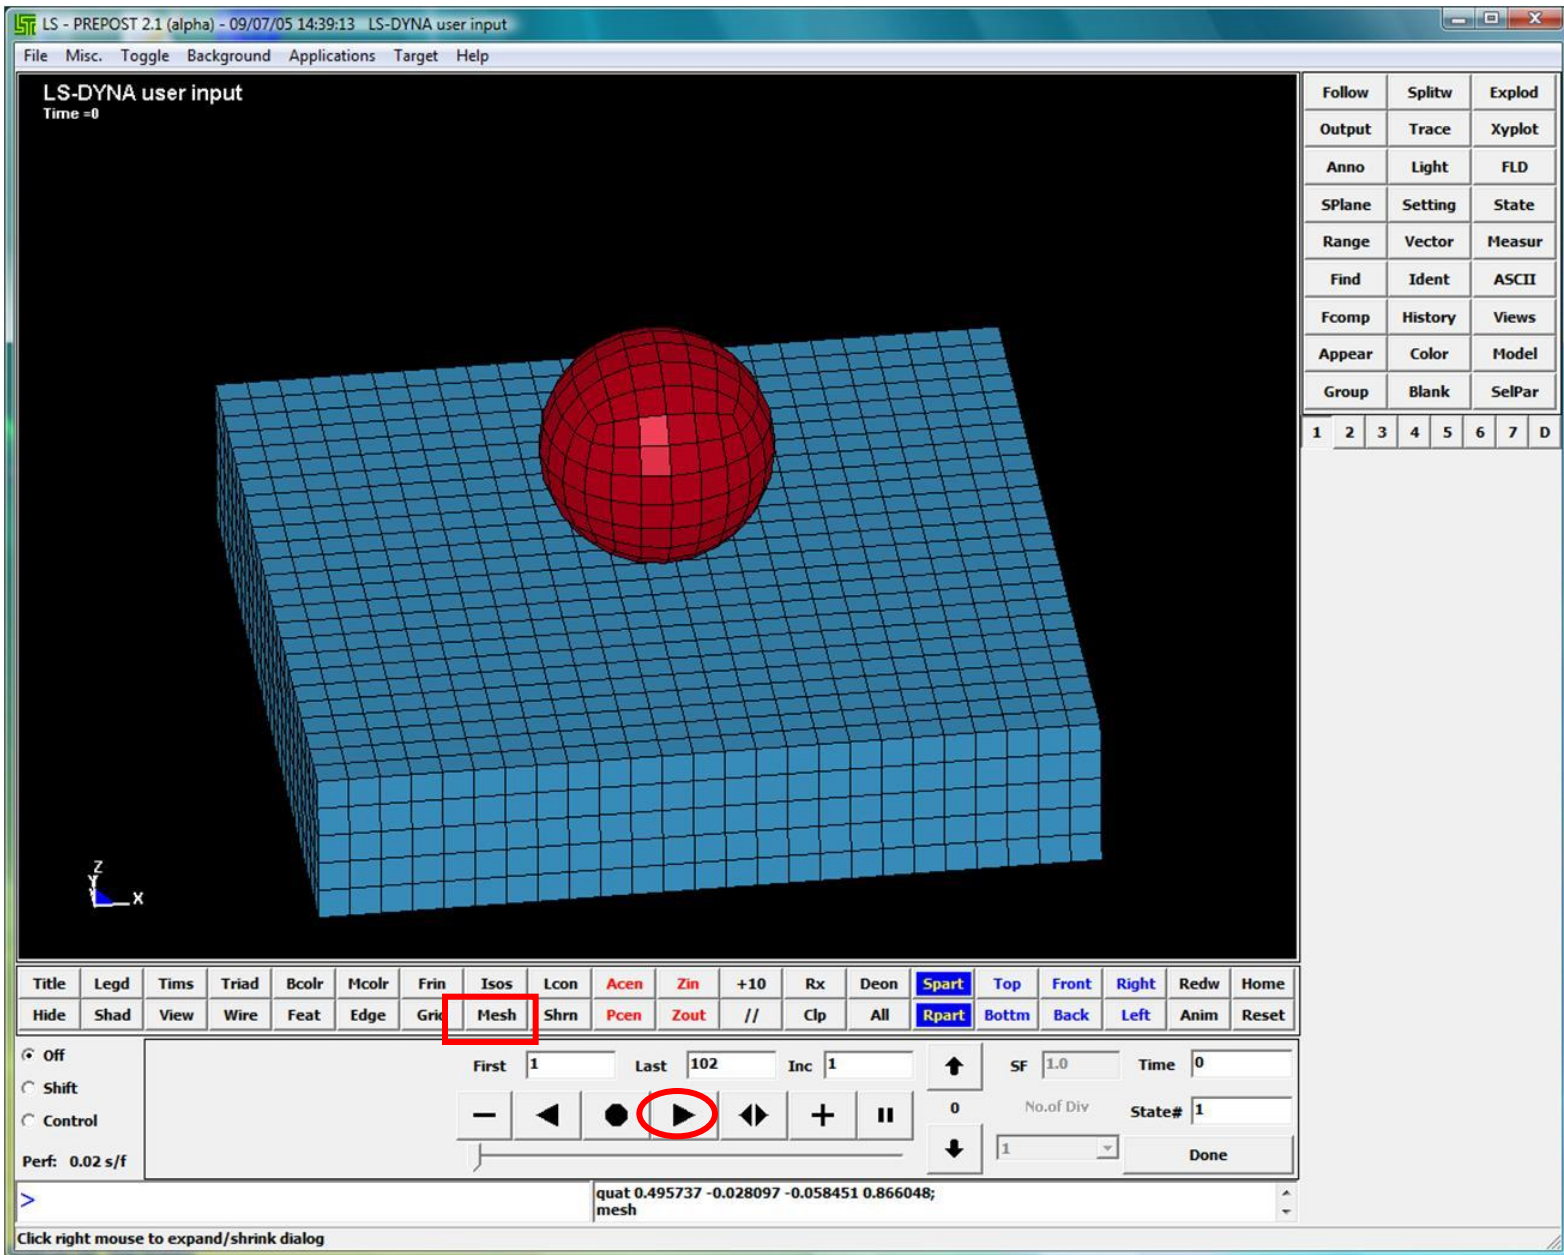 LS - PREPOST 2.1 (alpha) - 09/07/05 14:39:13 LS-DYNA user input
File Misc. Toggle Background Applications Target Help
LS-DYNA user input
Time =0
Follow Splitw Explod
Output Trace Xyplot
Anno Light FLD
SPlane Setting State
Range Vector Measur
Find Ident ASCII
Fcomp History Views
Appear Color Model
Group Blank SelPar
1 2 3 4 5 6 7 D
Z
X
Title Legd Tims Triad Bcolr Mcolr Frin Isos Lcon Acen Zin +10 Rx Deon Spart Top Front Right Redw Home
Hide Shad View Wire Feat Edge Grid Mesh Shrn Pcen Zout // Clp All Rpart Bottm Back Left Anim Reset
Off
Shift
Control
Perf: 0.02 s/f
First 1 Last 102 Inc 1
0
SF 1.0 Time 0
No.of Div State# 1
1 Done
>
quat 0.495737 -0.028097 -0.058451 0.866048;
mesh
Click right mouse to expand/shrink dialog